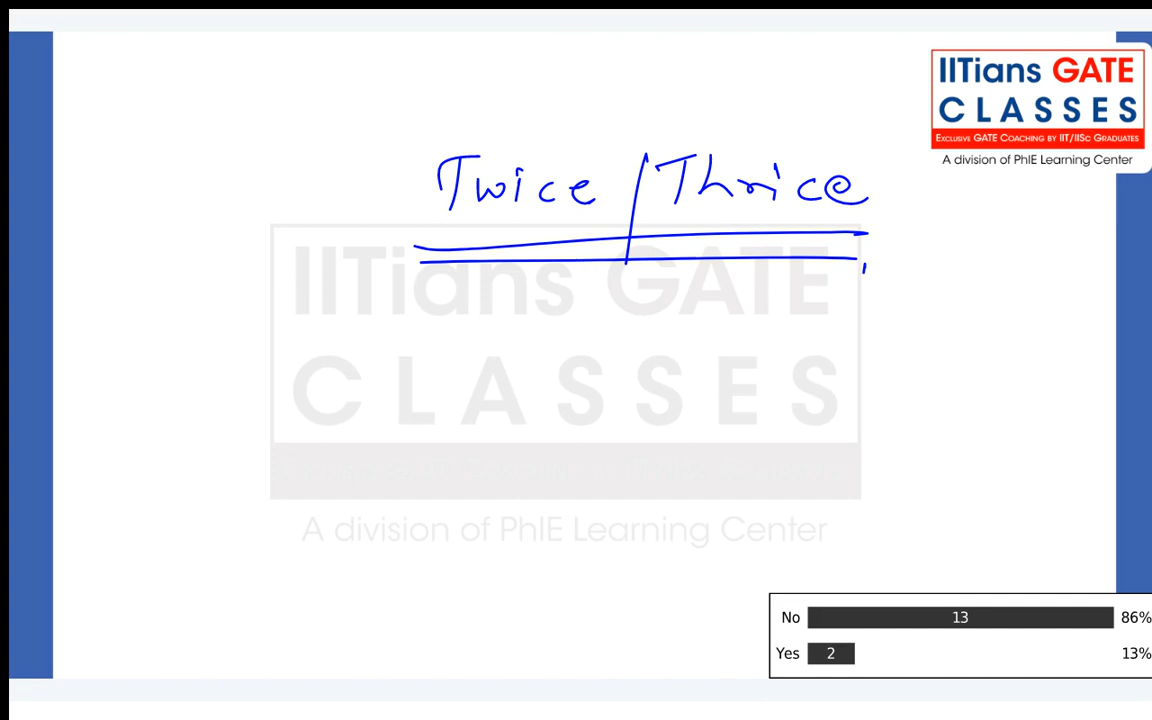 IITians GATE
CLASSES
EXCLUSIVE GATE COACHING BY IIT/IISC GRADUATES
A division of PhIE Learning Center
Twice / Thrice
IITians GATE
CLASSES
A division of PhIE Learning Center
No 13 86%
Yes 2 13%